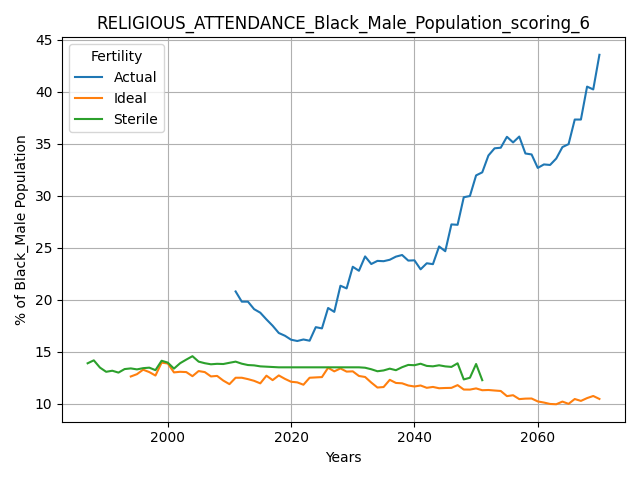 RELIGIOUS_ATTENDANCE_Black_Male_Population_scoring_6
Fertility
Actual
Ideal
Sterile
% of Black_Male Population
45
40
35
30
25
20
15
10
2000
2020
2040
2060
Years